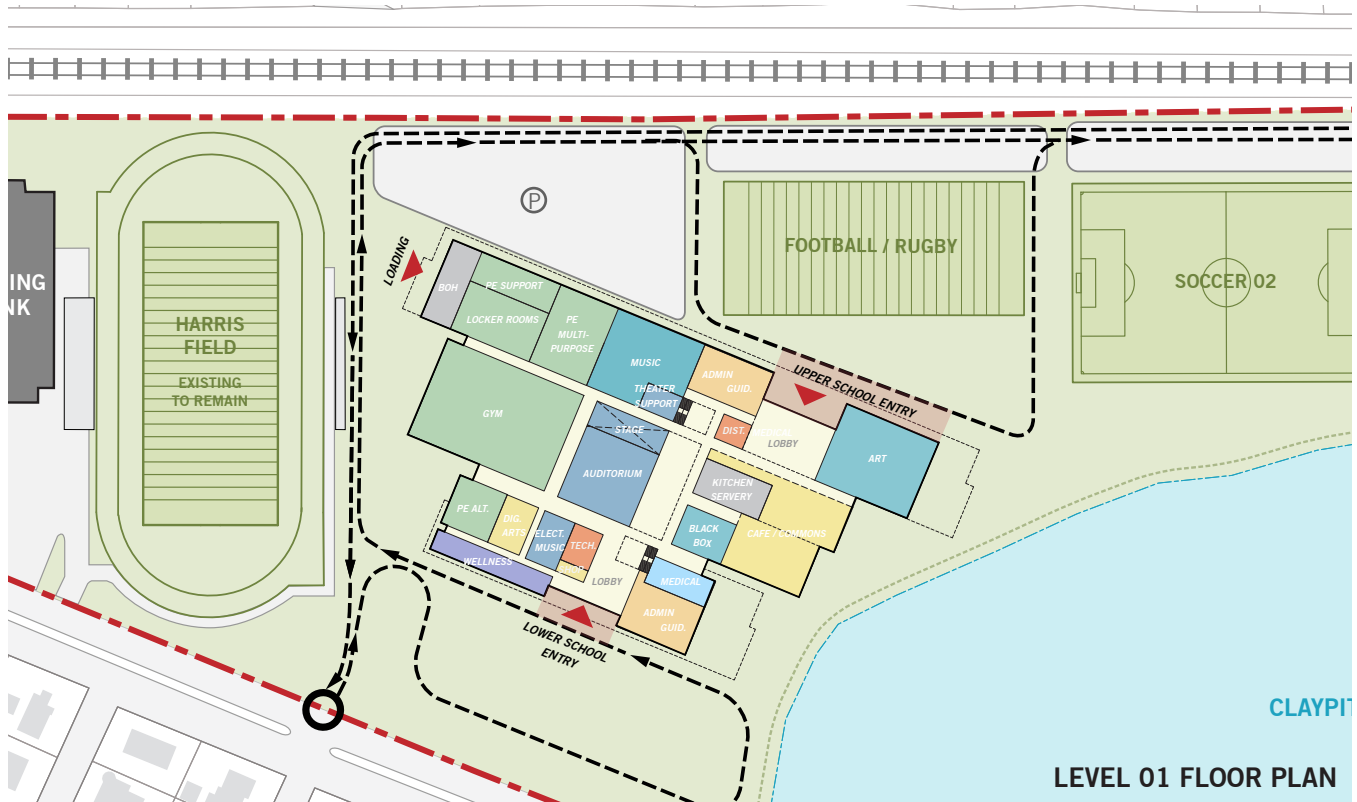 P
LOADING
FOOTBALL / RUGBY
SOCCER 02
ING
NK
HARRIS
FIELD
EXISTING
TO REMAIN
BOH
PE SUPPORT
LOCKER ROOMS
PE
MULTI-
PURPOSE
MUSIC
THEATER
SUPPORT
ADMIN
GUID.
UPPER SCHOOL ENTRY
GYM
STAGE
AUDITORIUM
DIST.
LOBBY
ART
KITCHEN
SERVERY
CAFE / COMMONS
BLACK
BOX
PE ALT.
DIG.
ARTS
ELECT.
MUSIC
TECH.
WELLNESS
LOBBY
MEDICAL
ADMIN
GUID.
LOWER SCHOOL
ENTRY
CLAYPIT
LEVEL 01 FLOOR PLAN